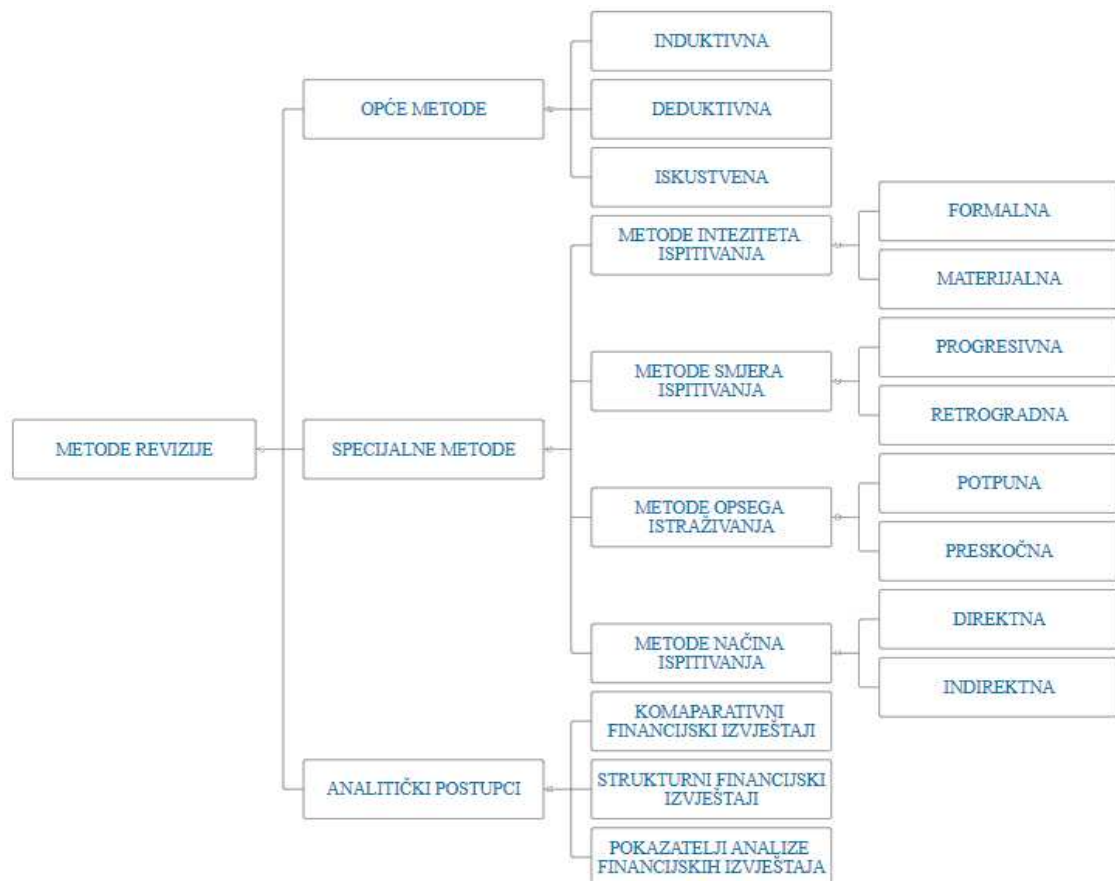 METODE REVIZIJE
OPĆE METODE
INDUKTIVNA
DEDUKTIVNA
ISKUSTVENA
SPECIJALNE METODE
METODE INTEZITETA
ISPITIVANJA
FORMALNA
MATERIJALNA
METODE SMJERA
ISPITIVANJA
PROGRESIVNA
RETROGRADNA
METODE OPSEGA
ISTRAŽIVANJA
POTPUNA
PRESKOČNA
METODE NAČINA
ISPITIVANJA
DIREKTNA
INDIREKTNA
ANALITIČKI POSTUPCI
KOMAPARATIVNI
FINANCIJSKI IZVJEŠTAJI
STRUKTURNI FINANCIJSKI
IZVJEŠTAJI
POKAZATELJI ANALIZE
FINANCIJSKIH IZVJEŠTAJA